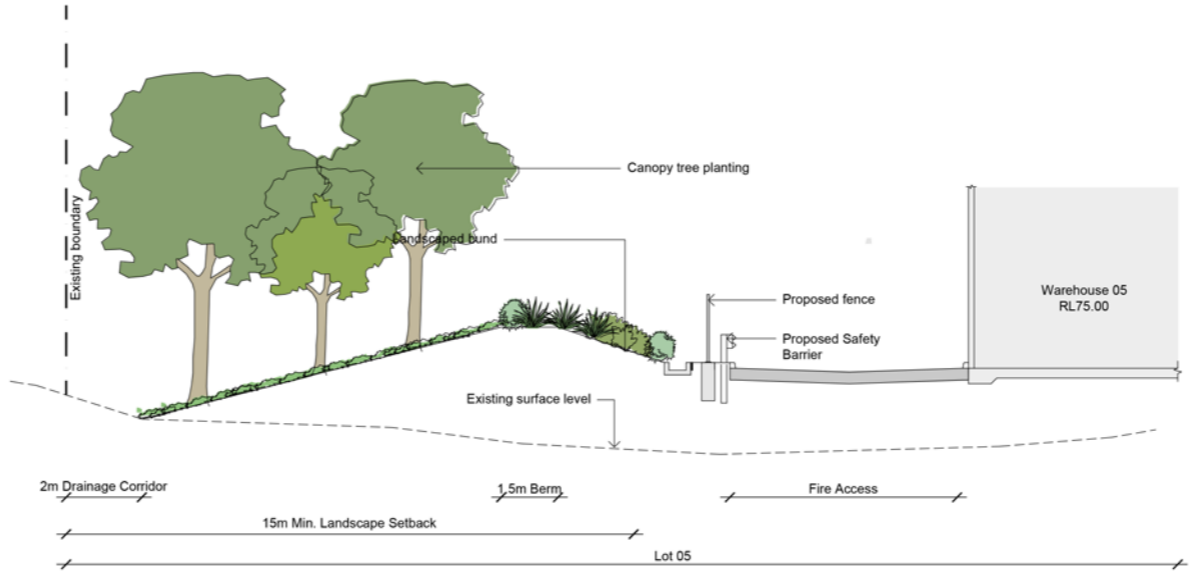 Existing boundary
Canopy tree planting
Landscaped bund
Warehouse 05
RL75.00
Proposed fence
Proposed Safety
Barrier
Existing surface level
2m Drainage Corridor
1.5m Berm
Fire Access
15m Min. Landscape Setback
Lot 05